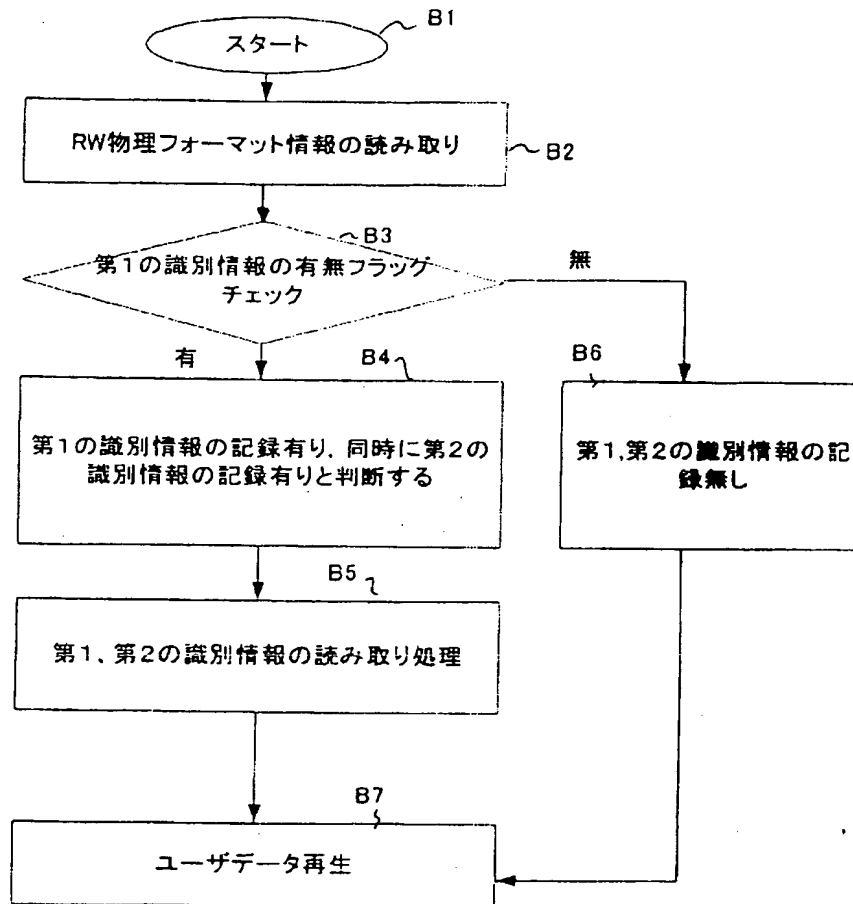 B1
スタート
RW物理フォーマット情報の読み取り
B2
B3
第1の識別情報の有無フラッグ
チェック
無
有
B4
B6
第1の識別情報の記録有り、同時に第2の
識別情報の記録有りと判断する
第1,第2の識別情報の記
録無し
B5
第1、第2の識別情報の読み取り処理
B7
ユーザデータ再生